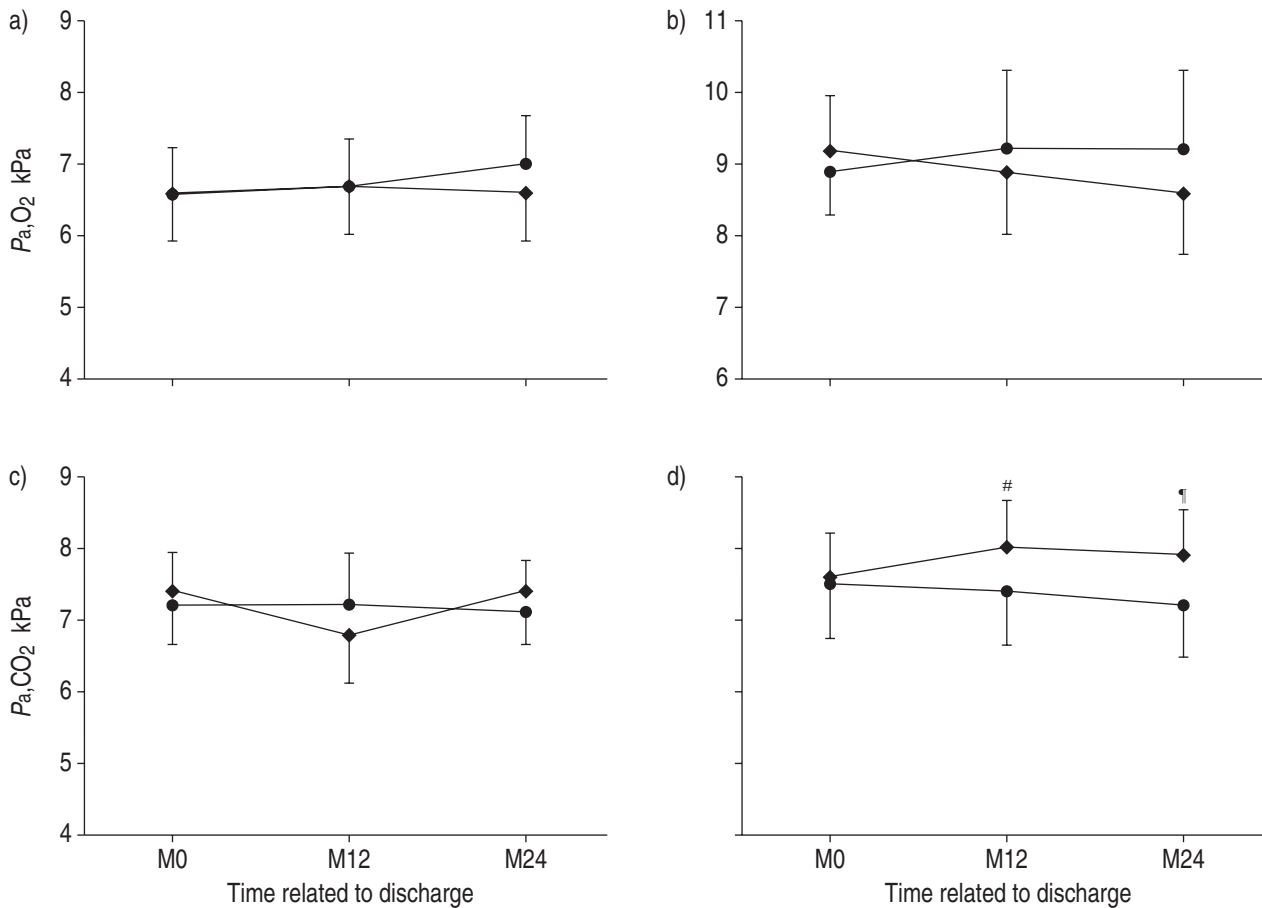 a)
9
8
7
6
5
4
Pa,O2 kPa
b)
11
10
9
8
7
6
c)
9
8
7
6
5
4
Pa,CO2 kPa
M0 M12 M24
Time related to discharge
d)
# ¶
M0 M12 M24
Time related to discharge